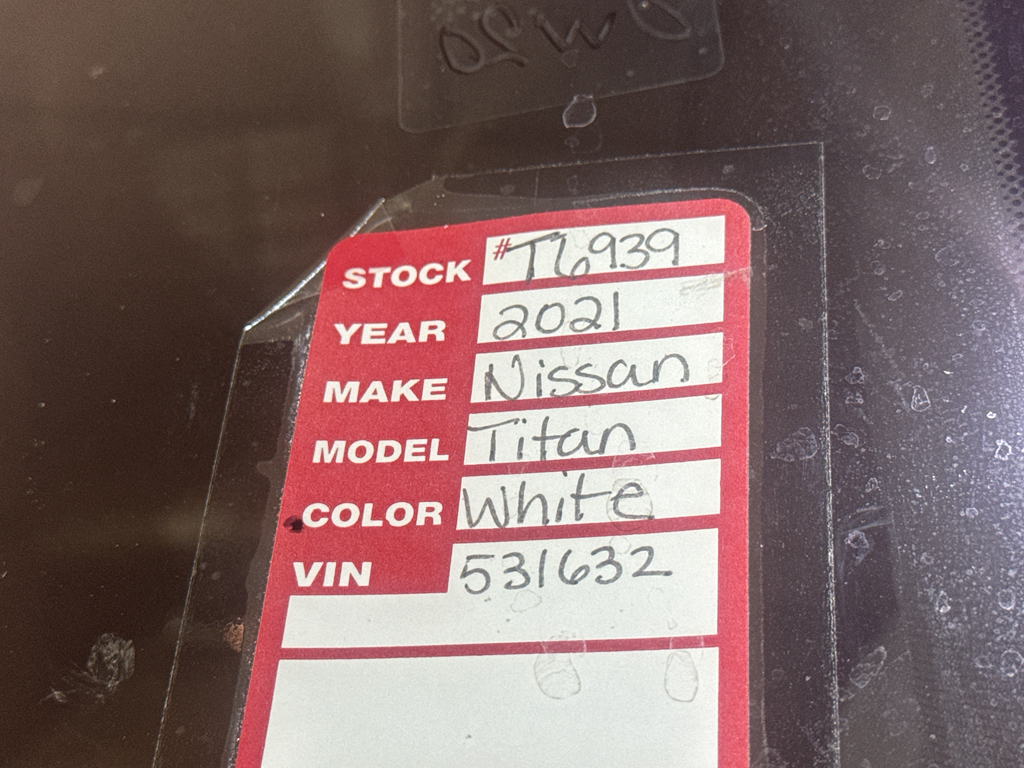 STOCK #T6939
YEAR 2021
MAKE Nissan
MODEL Titan
COLOR White
VIN 531632